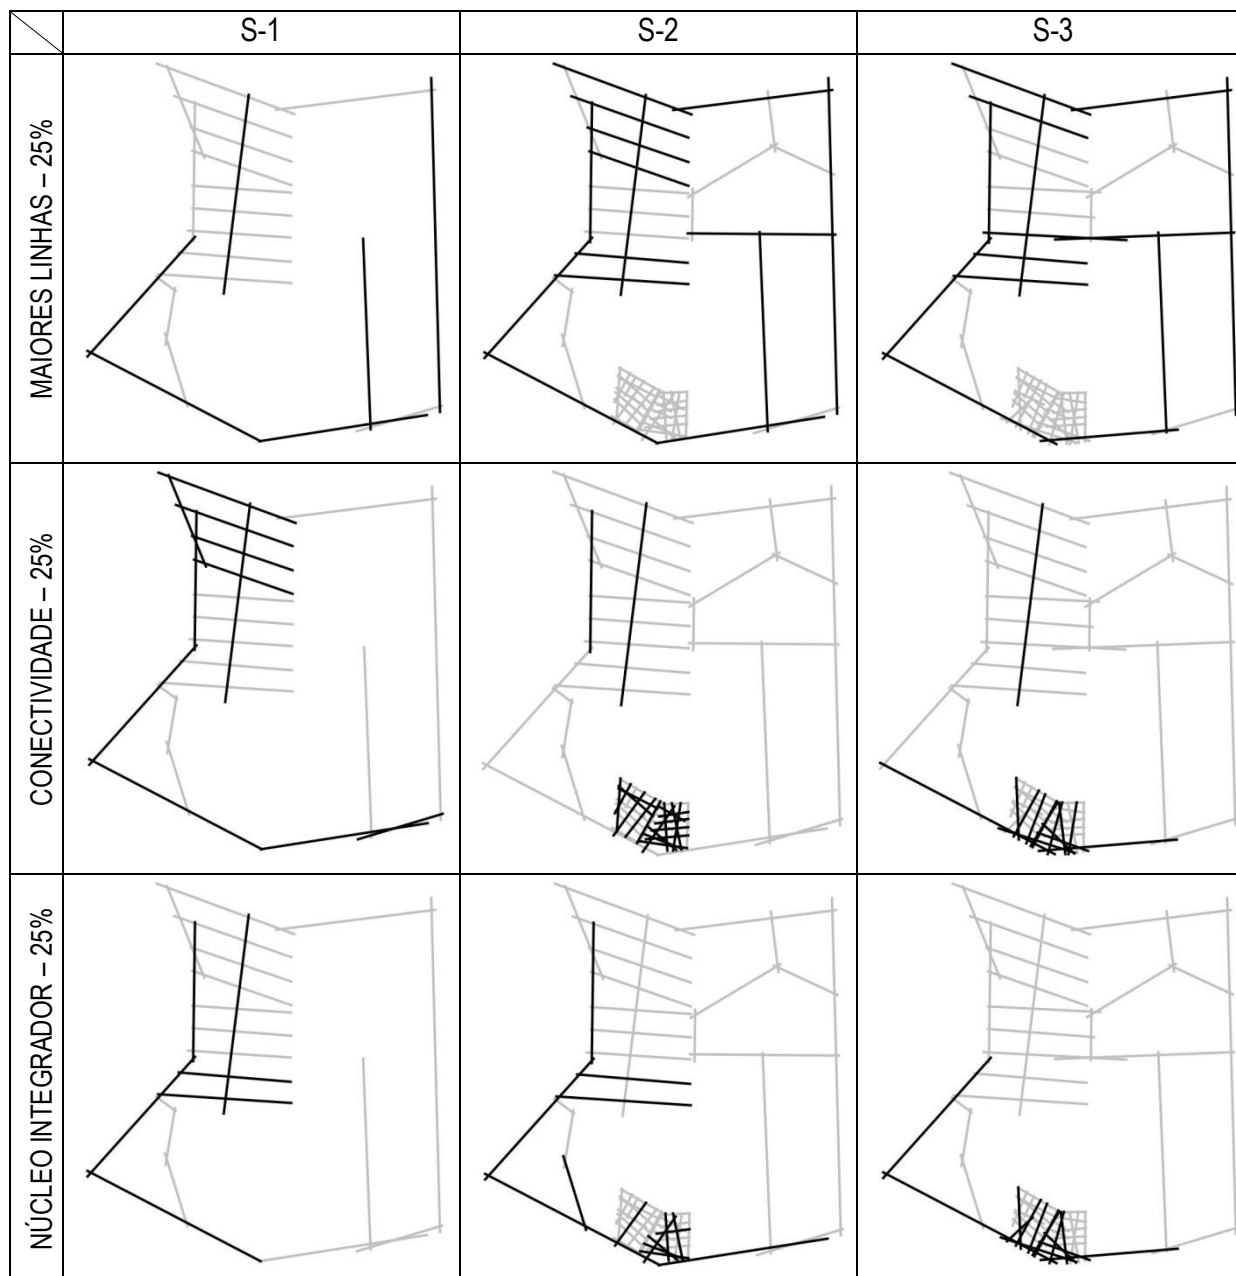 S-1
S-2
S-3
MAIORES LINHAS – 25%
CONECTIVIDADE – 25%
NÚCLEO INTEGRADOR – 25%